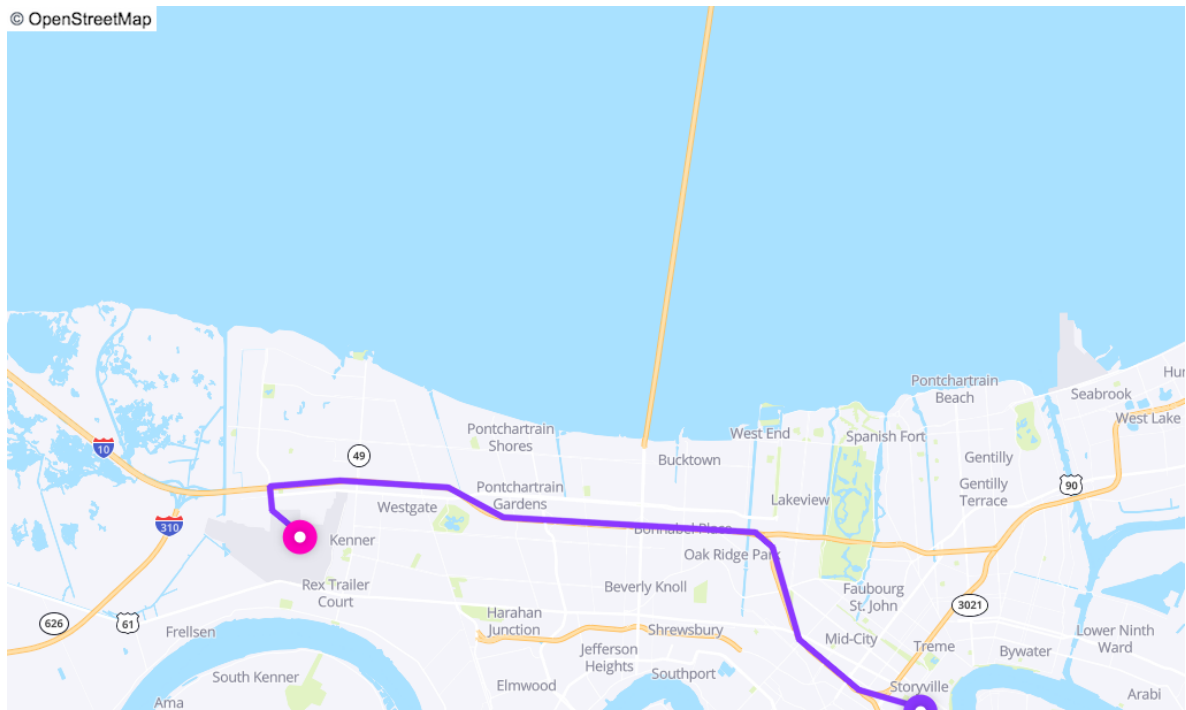 © OpenStreetMap
Pontchartrain
Beach
Seabrook
West Lake
West End
Spanish Fort
Pontchartrain
Shores
10
49
Bucktown
Gentilly
90
Pontchartrain
Gardens
Gentilly
Terrace
Lakeview
Westgate
310
Bonnabel Place
Kenner
Oak Ridge Park
Rex Trailer
Court
Beverly Knoll
Faubourg
St. John
3021
626
61
Frellsen
Harahan
Junction
Shrewsbury
Mid-City
Treme
Lower Ninth
Ward
Jefferson
Heights
Bywater
South Kenner
Elmwood
Southport
Storyville
Ama
Arabi